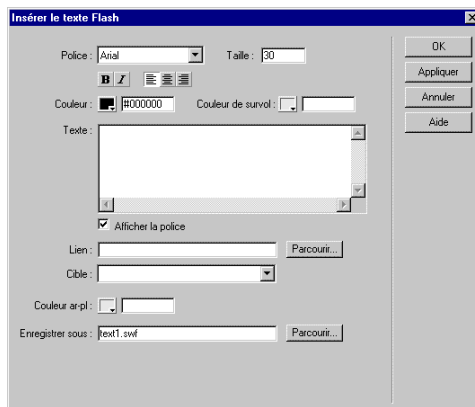 Insérer le texte Flash
Police : Arial Taille : 30
B I
Couleur : #000000 Couleur de survol :
Texte :
Afficher la police
Lien : Parcourir...
Cible :
Couleur ar-pl :
Enregistrer sous : text1.swf Parcourir...
OK
Appliquer
Annuler
Aide